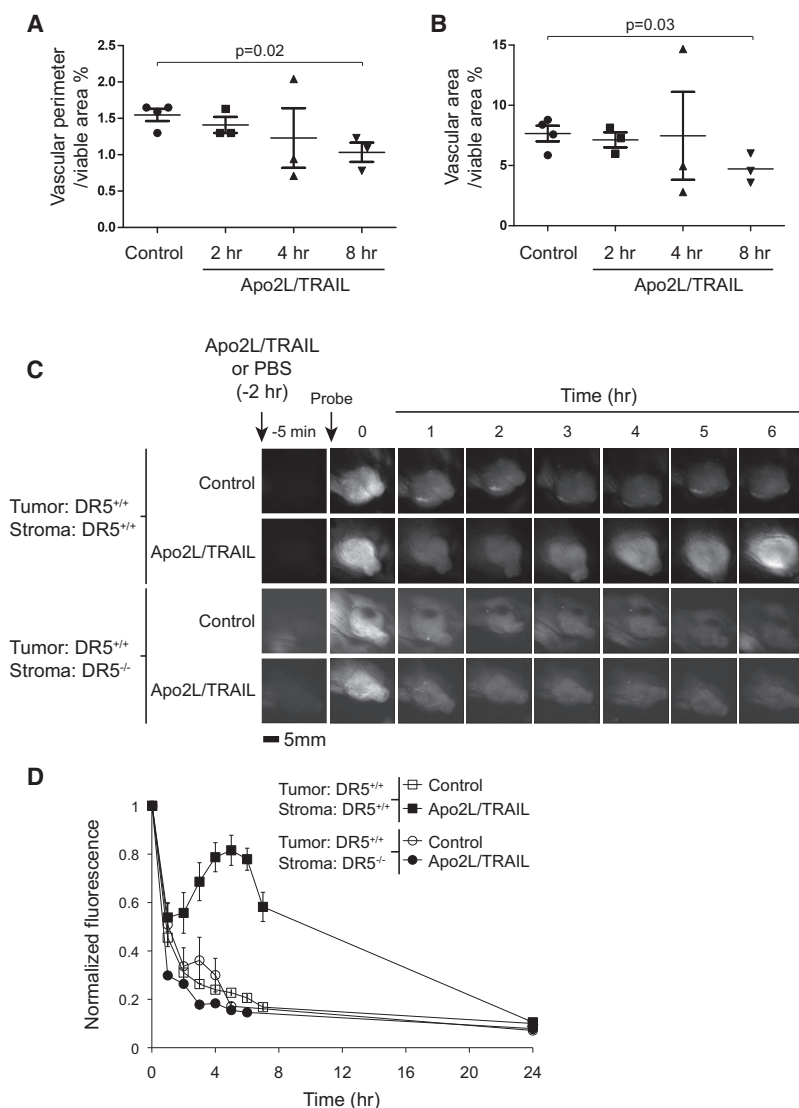 A
Vascular perimeter
/viable area %
2.5
2.0
1.5
1.0
0.5
0.0
p=0.02
Control
2 hr
4 hr
8 hr
Apo2L/TRAIL
B
Vascular area
/viable area %
15
10
5
0
p=0.03
Control
2 hr
4 hr
8 hr
Apo2L/TRAIL
C
Apo2L/TRAIL
or PBS
(-2 hr)
Probe
Time (hr)
-5 min
0
1
2
3
4
5
6
Tumor: DR5+/+
Stroma: DR5+/+
Control
Apo2L/TRAIL
Tumor: DR5+/+
Stroma: DR5-/-
Control
Apo2L/TRAIL
5mm
D
Tumor: DR5+/+
Stroma: DR5+/+
Control
Apo2L/TRAIL
Tumor: DR5+/+
Stroma: DR5-/-
Control
Apo2L/TRAIL
Normalized fluorescence
1
0.8
0.6
0.4
0.2
0
0
4
8
12
16
20
24
Time (hr)